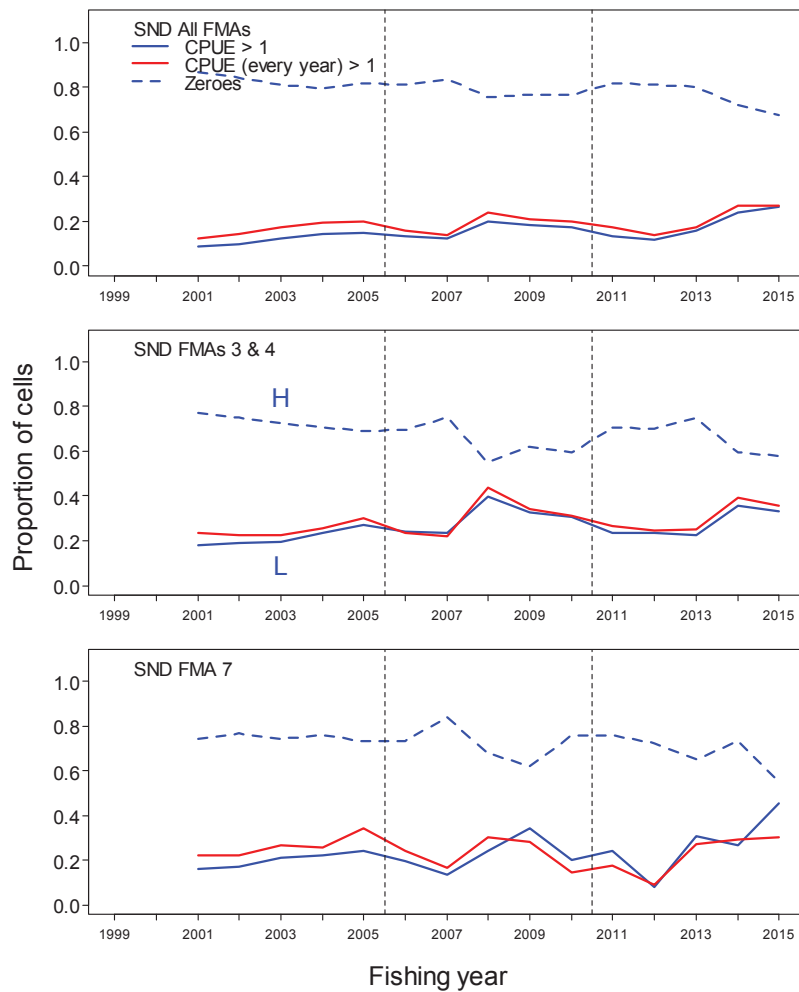 SND All FMAs
CPUE > 1
CPUE (every year) > 1
Zeroes
1.0
0.8
0.6
0.4
0.2
0.0
1999 2001 2003 2005 2007 2009 2011 2013 2015
SND FMAs 3 & 4
H
L
1.0
0.8
0.6
0.4
0.2
0.0
1999 2001 2003 2005 2007 2009 2011 2013 2015
Proportion of cells
SND FMA 7
1.0
0.8
0.6
0.4
0.2
0.0
1999 2001 2003 2005 2007 2009 2011 2013 2015
Fishing year